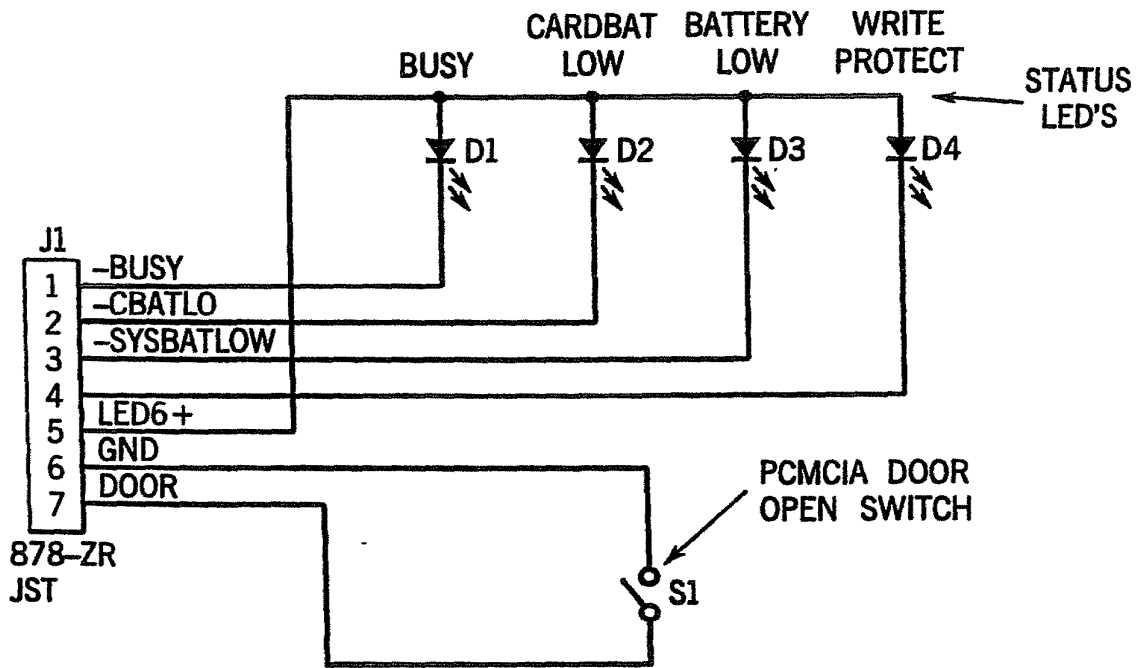 BUSY
CARDBAT
LOW
BATTERY
LOW
WRITE
PROTECT
STATUS
LED'S
D1
D2
D3
D4
J1
1 –BUSY
2 –CBATLO
3 –SYSBATLOW
4
5 LED6+
6 GND
7 DOOR
878–ZR
JST
PCMCIA DOOR
OPEN SWITCH
S1